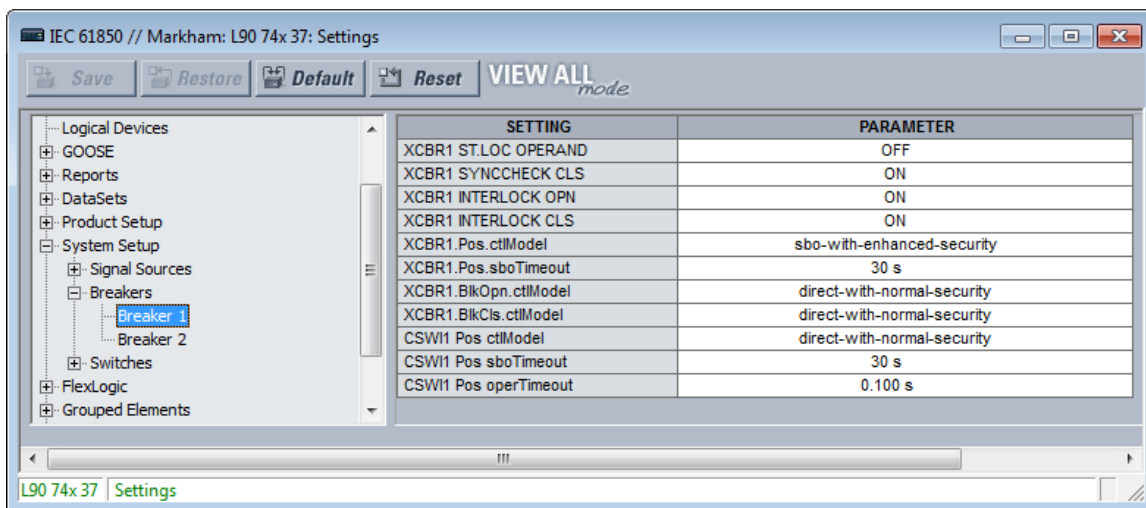 IEC 61850 // Markham: L90 74x 37: Settings
Save Restore Default Reset VIEW ALL mode
Logical Devices
GOOSE
Reports
DataSets
Product Setup
System Setup
Signal Sources
Breakers
Breaker 1
Breaker 2
Switches
FlexLogic
Grouped Elements
SETTING PARAMETER
XCBR1 ST.LOC OPERAND OFF
XCBR1 SYNCCHECK CLS ON
XCBR1 INTERLOCK OPN ON
XCBR1 INTERLOCK CLS ON
XCBR1.Pos.ctlModel sbo-with-enhanced-security
XCBR1.Pos.sboTimeout 30 s
XCBR1.BlkOpn.ctlModel direct-with-normal-security
XCBR1.BlkCls.ctlModel direct-with-normal-security
CSWI1 Pos ctlModel direct-with-normal-security
CSWI1 Pos sboTimeout 30 s
CSWI1 Pos operTimeout 0.100 s
L90 74x 37 Settings